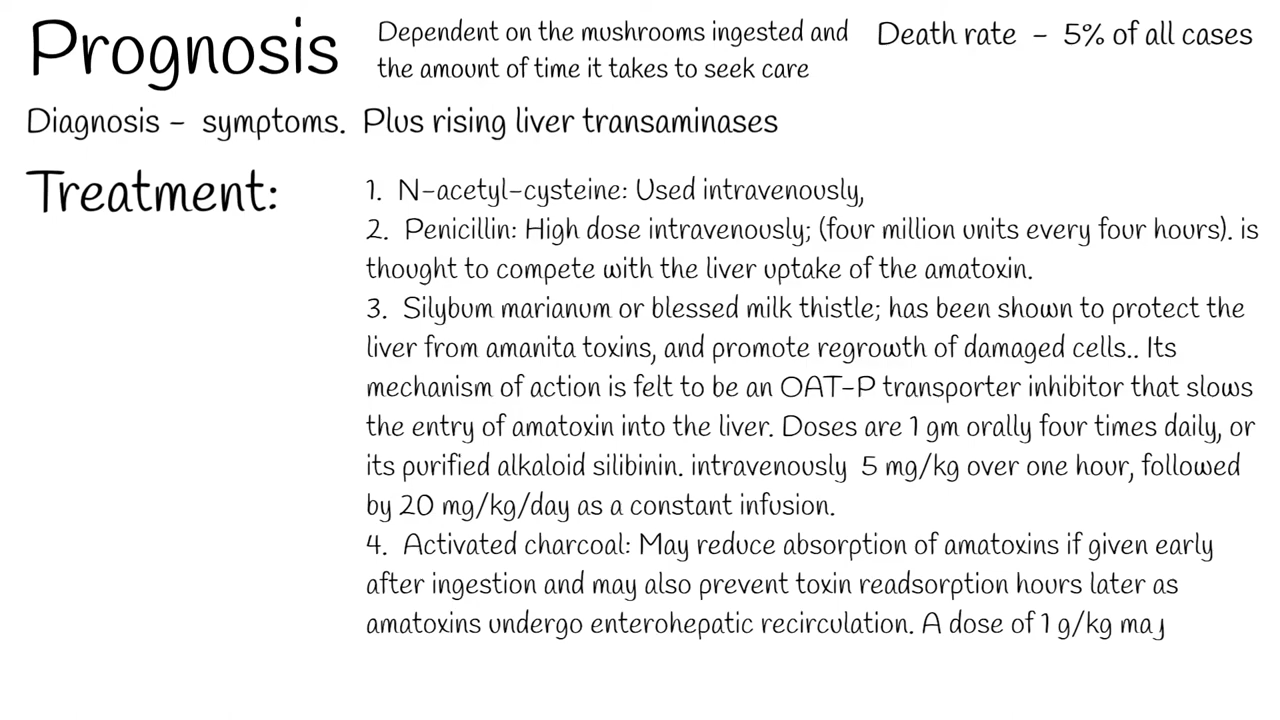 Prognosis
Dependent on the mushrooms ingested and
the amount of time it takes to seek care
Death rate - 5% of all cases
Diagnosis - symptoms. Plus rising liver transaminases
Treatment:
1. N-acetyl-cysteine: Used intravenously,
2. Penicillin: High dose intravenously; (four million units every four hours). is
thought to compete with the liver uptake of the amatoxin.
3. Silybum marianum or blessed milk thistle; has been shown to protect the
liver from amanita toxins, and promote regrowth of damaged cells.. Its
mechanism of action is felt to be an OAT-P transporter inhibitor that slows
the entry of amatoxin into the liver. Doses are 1 gm orally four times daily, or
its purified alkaloid silibinin. intravenously 5 mg/kg over one hour, followed
by 20 mg/kg/day as a constant infusion.
4. Activated charcoal: May reduce absorption of amatoxins if given early
after ingestion and may also prevent toxin readsorption hours later as
amatoxins undergo enterohepatic recirculation. A dose of 1 g/kg may